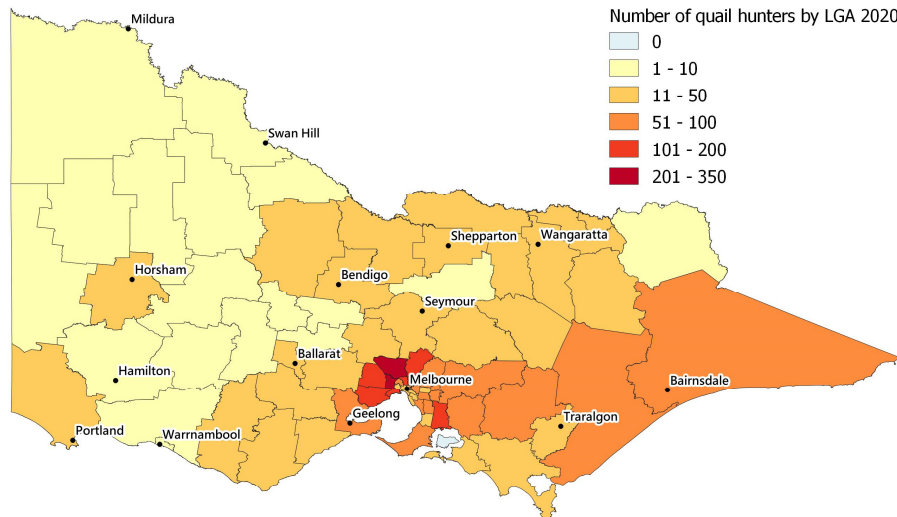 Number of quail hunters by LGA 2020
0
1 - 10
11 - 50
51 - 100
101 - 200
201 - 350
Mildura
Swan Hill
Shepparton
Wangaratta
Horsham
Bendigo
Seymour
Ballarat
Hamilton
Melbourne
Bairnsdale
Geelong
Traralgon
Portland
Warrnambool